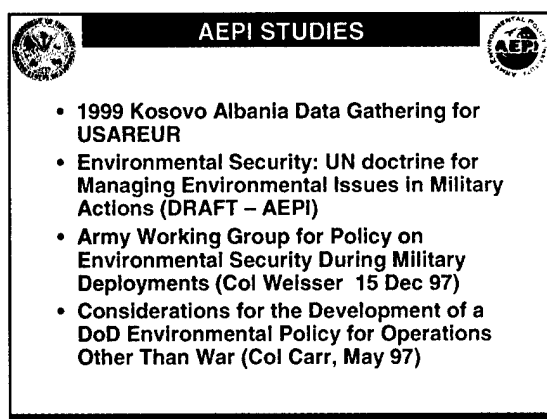 AEPI STUDIES
AEPI
• 1999 Kosovo Albania Data Gathering for
USAREUR
• Environmental Security: UN doctrine for
Managing Environmental Issues in Military
Actions (DRAFT – AEPI)
• Army Working Group for Policy on
Environmental Security During Military
Deployments (Col Weisser 15 Dec 97)
• Considerations for the Development of a
DoD Environmental Policy for Operations
Other Than War (Col Carr, May 97)